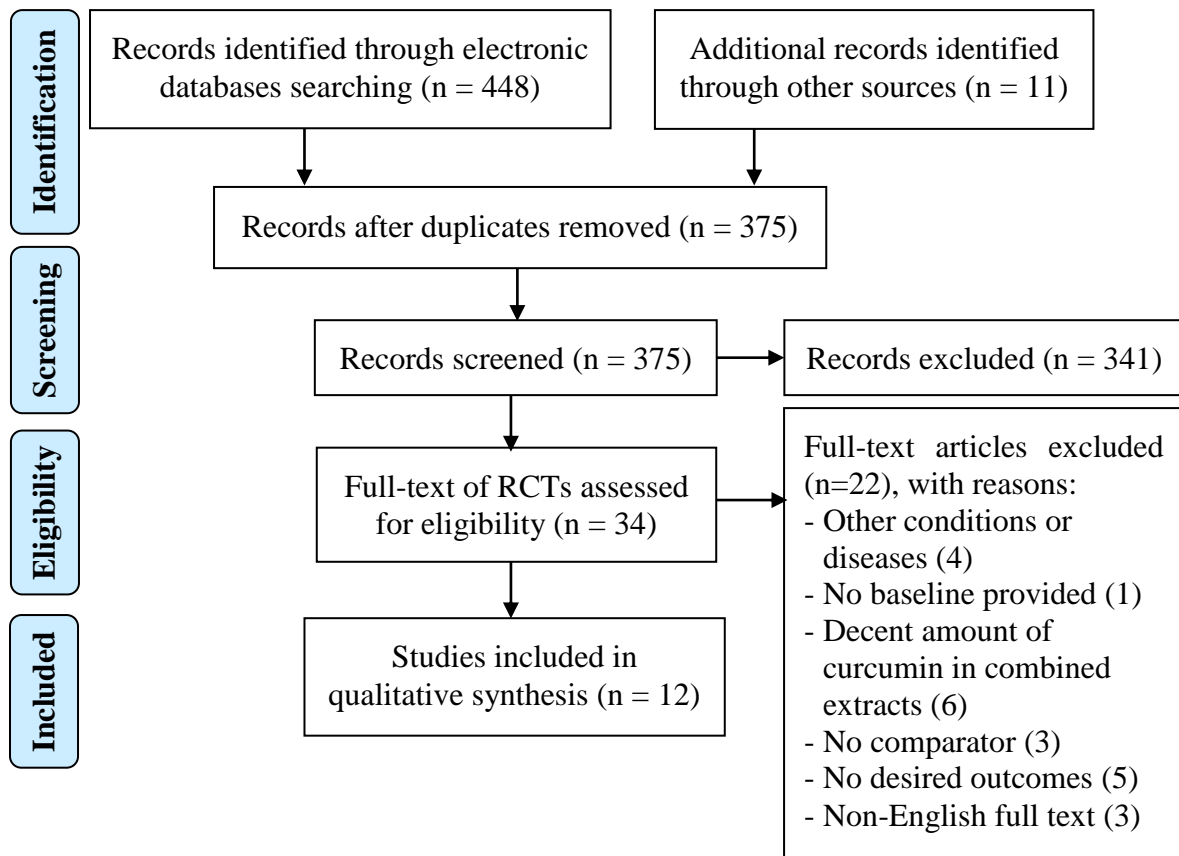 Identification
Records identified through electronic
databases searching (n = 448)
Additional records identified
through other sources (n = 11)
Records after duplicates removed (n = 375)
Screening
Records screened (n = 375)
Records excluded (n = 341)
Eligibility
Full-text of RCTs assessed
for eligibility (n = 34)
Full-text articles excluded
(n=22), with reasons:
- Other conditions or
diseases (4)
- No baseline provided (1)
- Decent amount of
curcumin in combined
extracts (6)
- No comparator (3)
- No desired outcomes (5)
- Non-English full text (3)
Included
Studies included in
qualitative synthesis (n = 12)